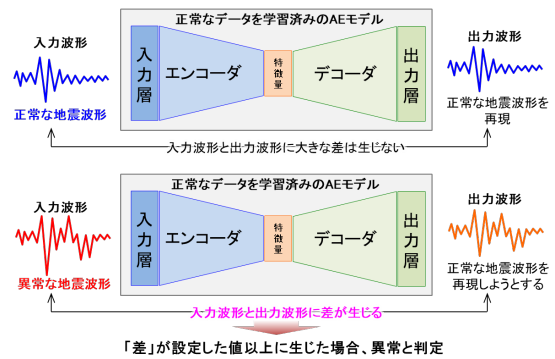 正常なデータを学習済みのAEモデル
入力波形
正常な地震波形
入力層
エンコーダ
特徴量
デコーダ
出力層
出力波形
正常な地震波形を
再現
入力波形と出力波形に大きな差は生じない
正常なデータを学習済みのAEモデル
入力波形
異常な地震波形
入力層
エンコーダ
特徴量
デコーダ
出力層
出力波形
正常な地震波形を
再現しようとする
入力波形と出力波形に差が生じる
「差」が設定した値以上に生じた場合、異常と判定